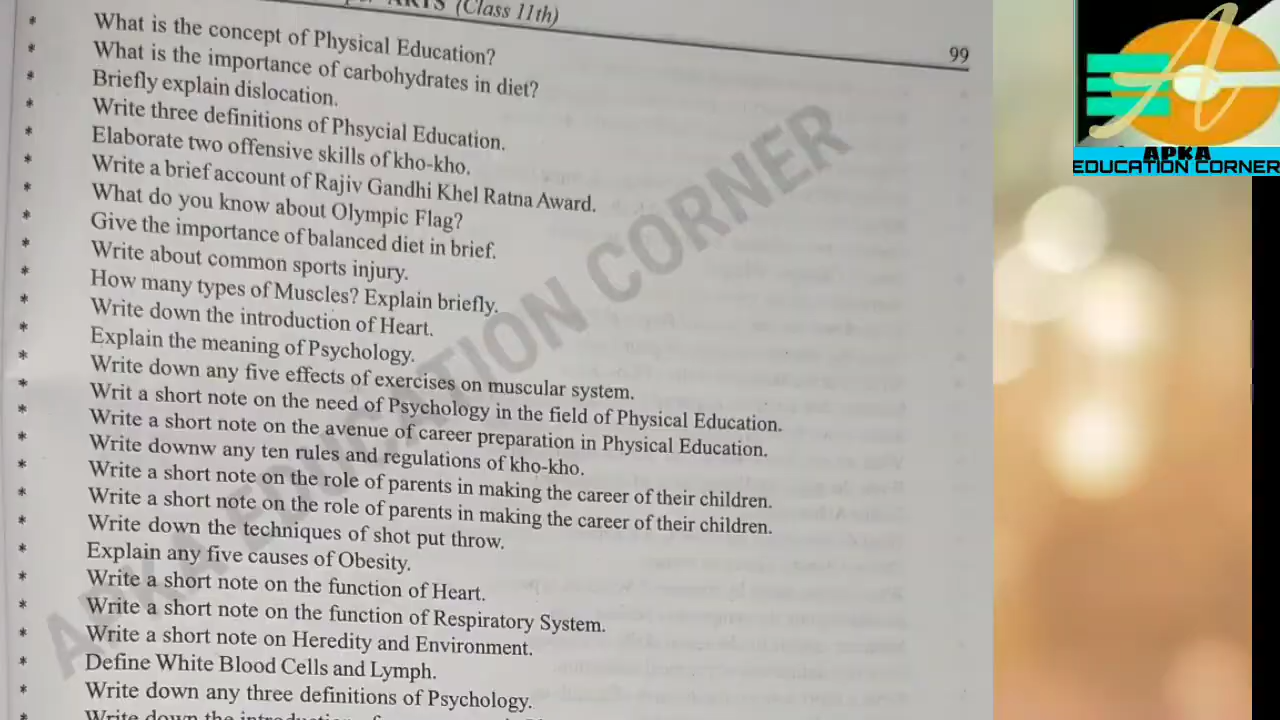 ARTS (Class 11th)
99
* What is the concept of Physical Education?
* What is the importance of carbohydrates in diet?
* Briefly explain dislocation.
* Write three definitions of Phsycial Education.
* Elaborate two offensive skills of kho-kho.
* Write a brief account of Rajiv Gandhi Khel Ratna Award.
* What do you know about Olympic Flag?
* Give the importance of balanced diet in brief.
* Write about common sports injury.
* How many types of Muscles? Explain briefly.
* Write down the introduction of Heart.
* Explain the meaning of Psychology.
* Write down any five effects of exercises on muscular system.
* Writ a short note on the need of Psychology in the field of Physical Education.
* Write a short note on the avenue of career preparation in Physical Education.
* Write downw any ten rules and regulations of kho-kho.
* Write a short note on the role of parents in making the career of their children.
* Write a short note on the role of parents in making the career of their children.
* Write down the techniques of shot put throw.
* Explain any five causes of Obesity.
* Write a short note on the function of Heart.
* Write a short note on the function of Respiratory System.
* Write a short note on Heredity and Environment.
* Define White Blood Cells and Lymph.
* Write down any three definitions of Psychology.
* Write down the
APKA EDUCATION CORNER
APKA
EDUCATION CORNER